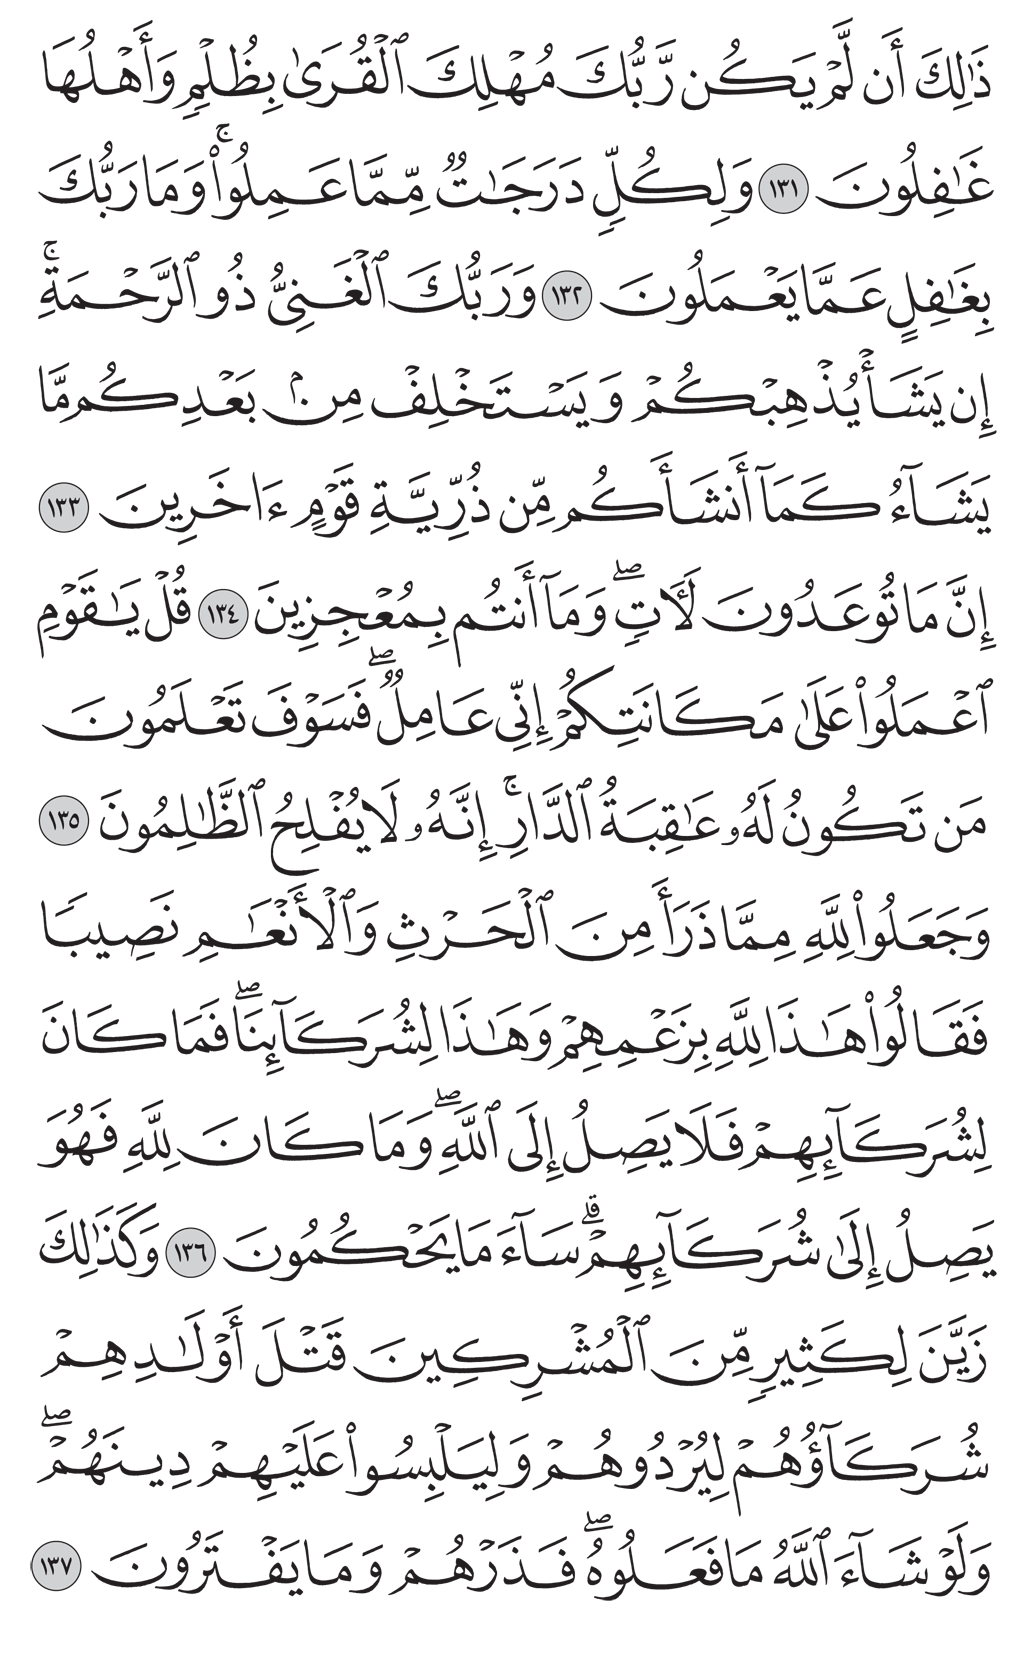 ذَٰلِكَ أَن لَّمْ يَكُن رَّبُّكَ مُهْلِكَ ٱلْقُرَىٰ بِظُلْمٍ وَأَهْلُهَا
غَٰفِلُونَ ١٣١ وَلِكُلٍّ دَرَجَٰتٌ مِّمَّا عَمِلُوا۟ ۚ وَمَا رَبُّكَ
بِغَٰفِلٍ عَمَّا يَعْمَلُونَ ١٣٢ وَرَبُّكَ ٱلْغَنِىُّ ذُو ٱلرَّحْمَةِ ۚ
إِن يَشَأْ يُذْهِبْكُمْ وَيَسْتَخْلِفْ مِنۢ بَعْدِكُم مَّا
يَشَآءُ كَمَآ أَنشَأَكُم مِّن ذُرِّيَّةِ قَوْمٍ ءَاخَرِينَ ١٣٣
إِنَّ مَا تُوعَدُونَ لَـَٔاتٍ ۖ وَمَآ أَنتُم بِمُعْجِزِينَ ١٣٤ قُلْ يَٰقَوْمِ
ٱعْمَلُوا۟ عَلَىٰ مَكَانَتِكُمْ إِنِّى عَامِلٌ ۖ فَسَوْفَ تَعْلَمُونَ
مَن تَكُونُ لَهُۥ عَٰقِبَةُ ٱلدَّارِ ۚ إِنَّهُۥ لَا يُفْلِحُ ٱلظَّٰلِمُونَ ١٣٥
وَجَعَلُوا۟ لِلَّهِ مِمَّا ذَرَأَ مِنَ ٱلْحَرْثِ وَٱلْأَنْعَٰمِ نَصِيبًا
فَقَالُوا۟ هَٰذَا لِلَّهِ بِزَعْمِهِمْ وَهَٰذَا لِشُرَكَآئِنَا ۖ فَمَا كَانَ
لِشُرَكَآئِهِمْ فَلَا يَصِلُ إِلَى ٱللَّهِ ۖ وَمَا كَانَ لِلَّهِ فَهُوَ
يَصِلُ إِلَىٰ شُرَكَآئِهِمْ ۗ سَآءَ مَا يَحْكُمُونَ ١٣٦ وَكَذَٰلِكَ
زَيَّنَ لِكَثِيرٍ مِّنَ ٱلْمُشْرِكِينَ قَتْلَ أَوْلَٰدِهِمْ
شُرَكَآؤُهُمْ لِيُرْدُوهُمْ وَلِيَلْبِسُوا۟ عَلَيْهِمْ دِينَهُمْ ۖ
وَلَوْ شَآءَ ٱللَّهُ مَا فَعَلُوهُ ۖ فَذَرْهُمْ وَمَا يَفْتَرُونَ ١٣٧